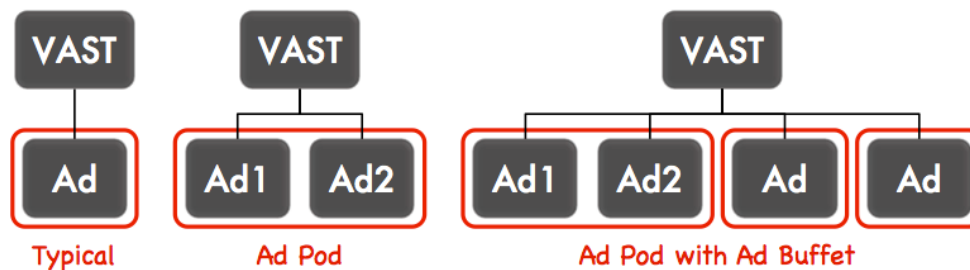 VAST VAST VAST
Ad Ad1 Ad2 Ad1 Ad2 Ad Ad
Typical Ad Pod Ad Pod with Ad Buffet